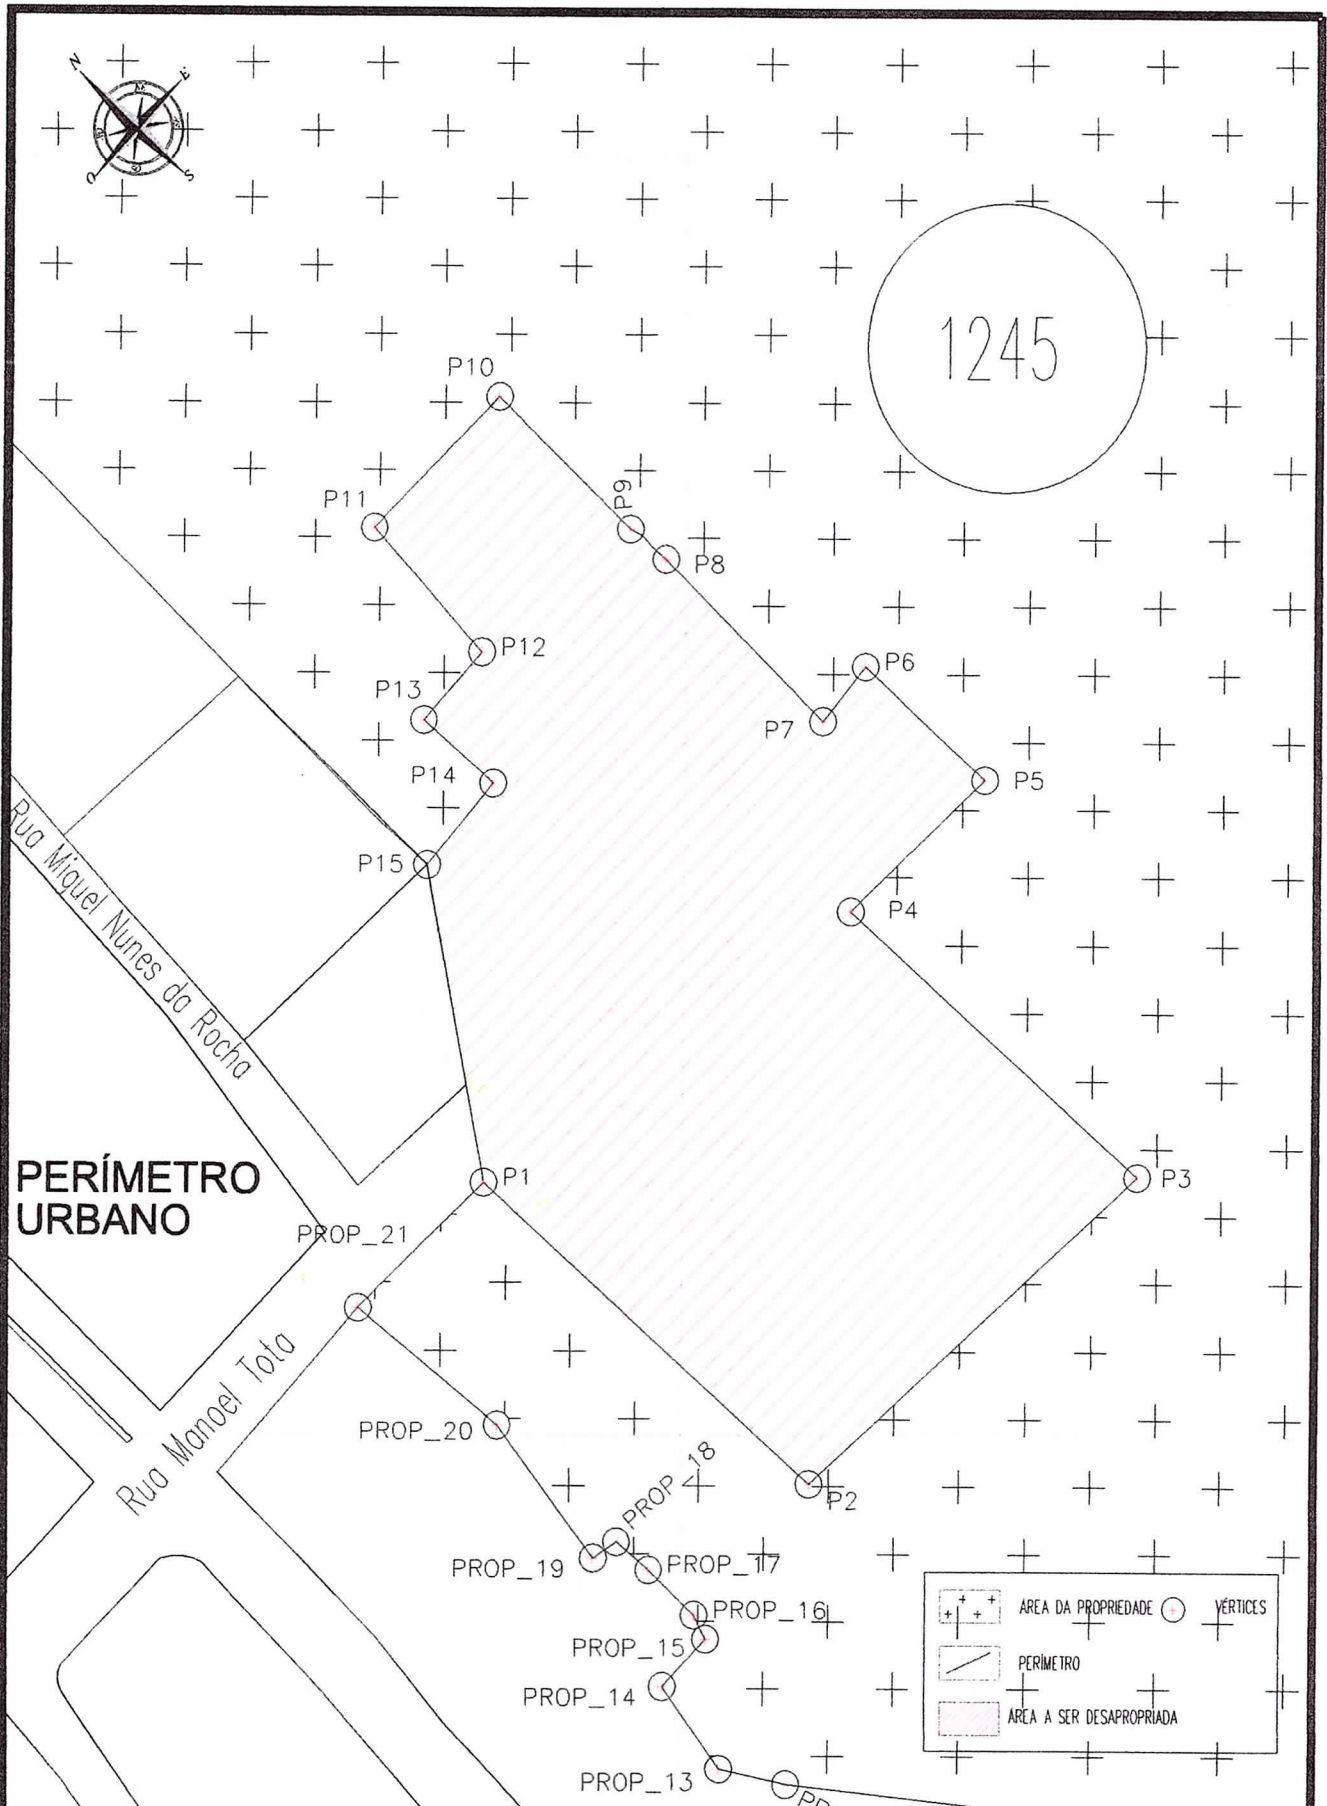 N
E
O
S
1245
P10
P11
P9
P8
P12
P6
P13
P7
P14
P5
P15
P4
Rua Miguel Nunes da Rocha
PERÍMETRO
URBANO
P1
P3
PROP_21
Rua Manoel Tota
PROP_20
PROP_18
P2
PROP_19
PROP_17
PROP_16
PROP_15
PROP_14
PROP_13
ÁREA DA PROPRIEDADE
VÉRTICES
PERÍMETRO
ÁREA A SER DESAPROPRIADA